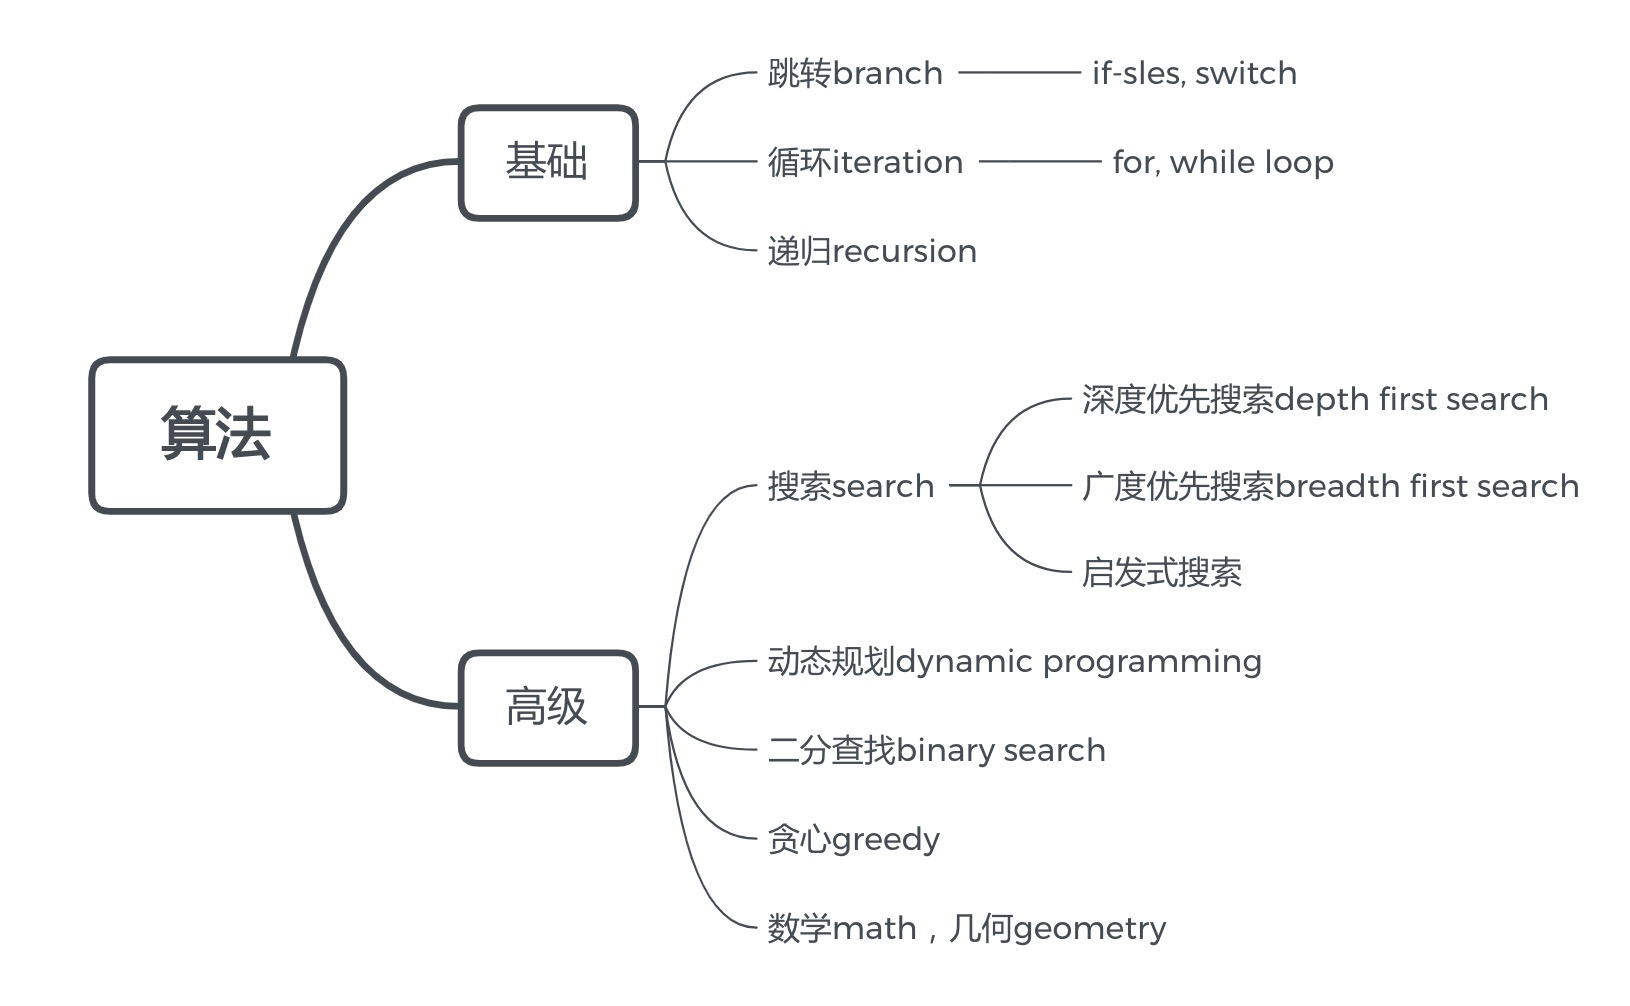 算法
基础
跳转branch
if-sles, switch
循环iteration
for, while loop
递归recursion
高级
搜索search
深度优先搜索depth first search
广度优先搜索breadth first search
启发式搜索
动态规划dynamic programming
二分查找binary search
贪心greedy
数学math，几何geometry